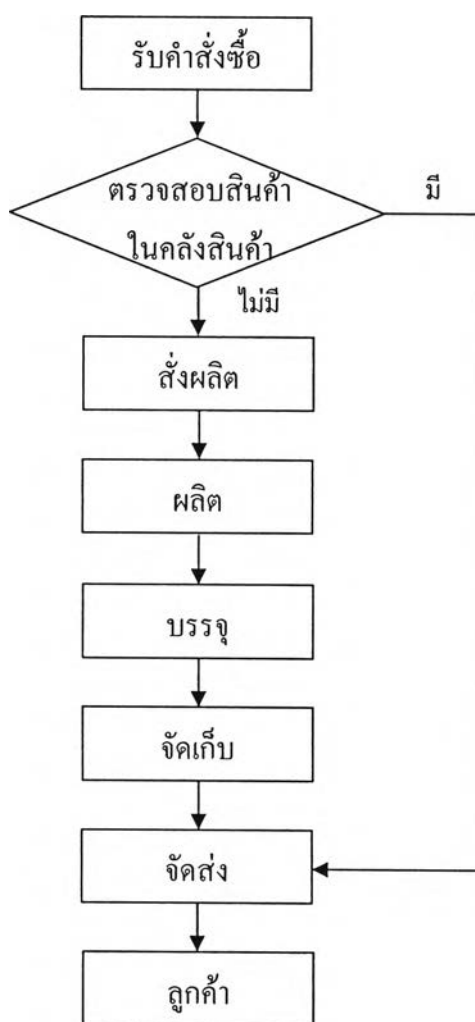 รับคำสั่งซื้อ
ตรวจสอบสินค้า
ในคลังสินค้า
มี
ไม่มี
สั่งผลิต
ผลิต
บรรจุ
จัดเก็บ
จัดส่ง
ลูกค้า